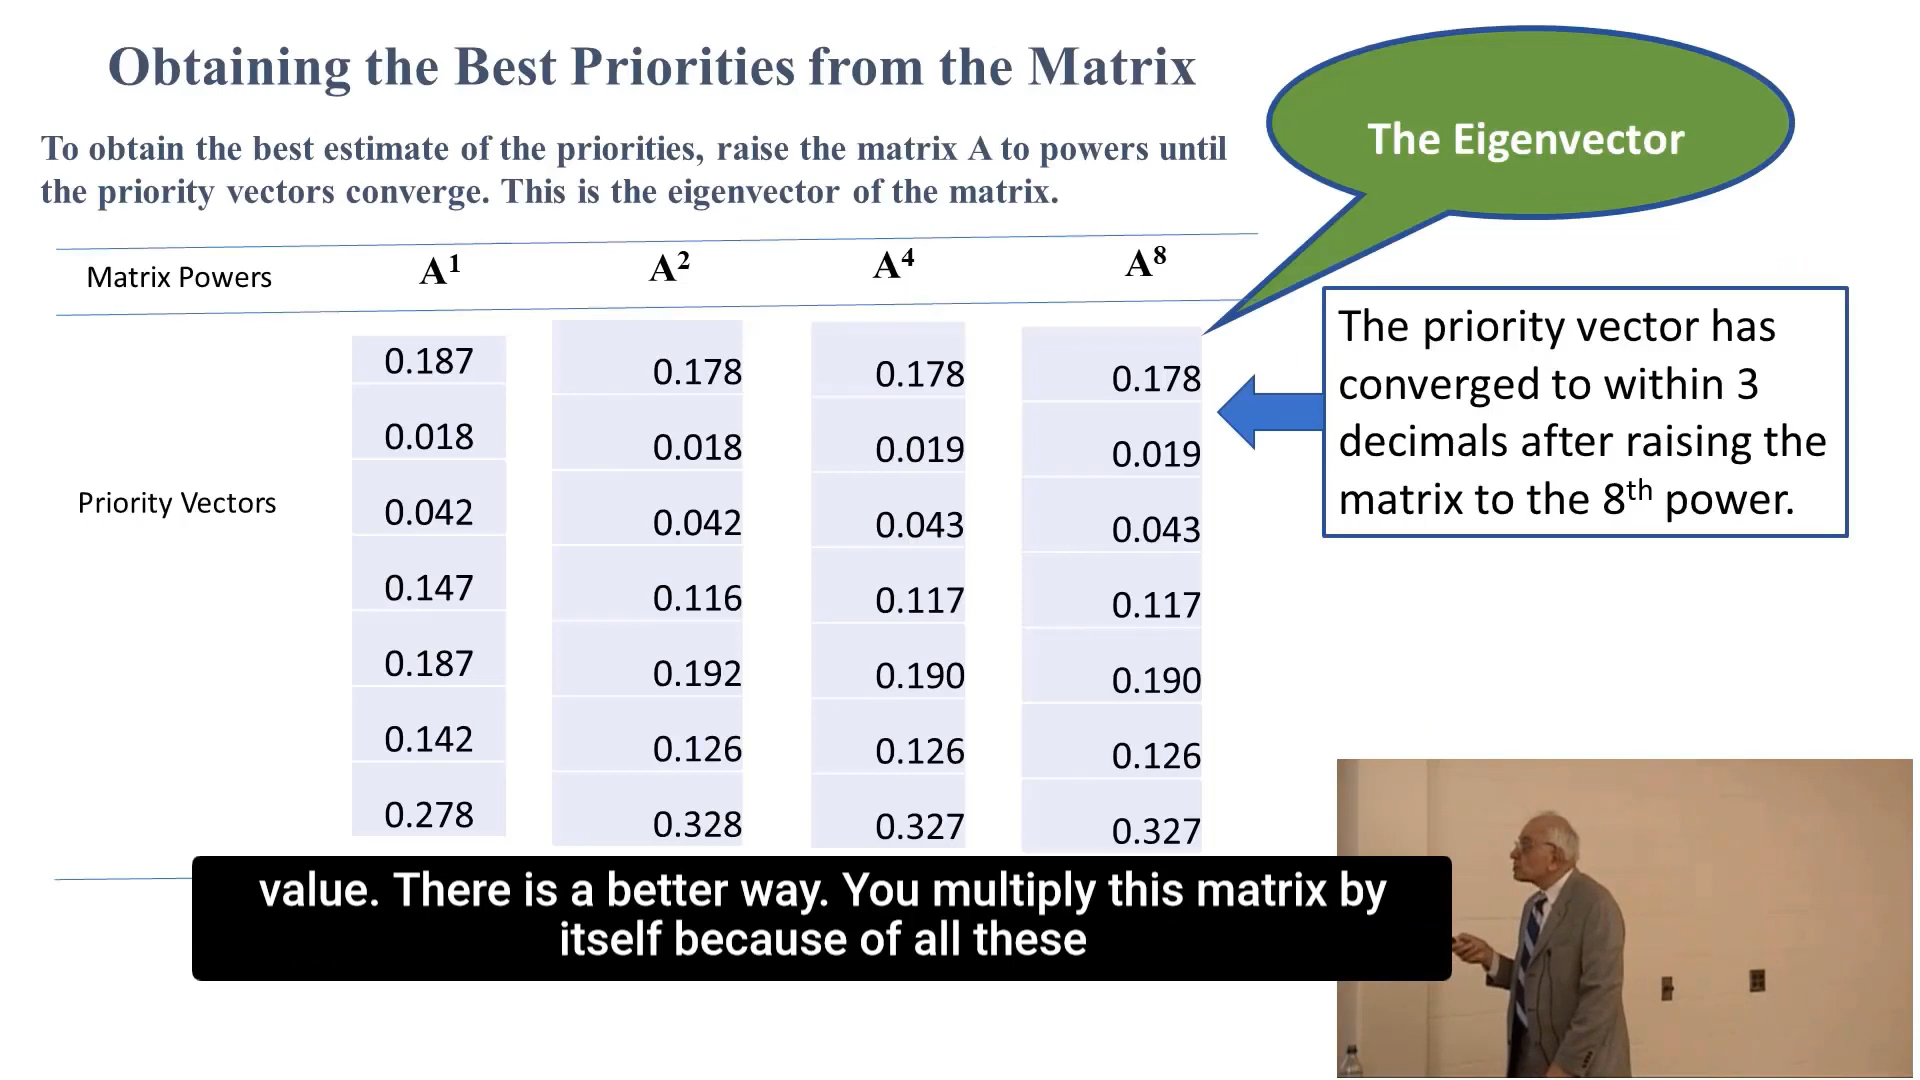 Obtaining the Best Priorities from the Matrix
The Eigenvector
To obtain the best estimate of the priorities, raise the matrix A to powers until
the priority vectors converge. This is the eigenvector of the matrix.
Matrix Powers A¹ A² A⁴ A⁸
The priority vector has
converged to within 3
decimals after raising the
matrix to the 8th power.
0.187 0.178 0.178 0.178
0.018 0.018 0.019 0.019
Priority Vectors
0.042 0.042 0.043 0.043
0.147 0.116 0.117 0.117
0.187 0.192 0.190 0.190
0.142 0.126 0.126 0.126
0.278 0.328 0.327 0.327
value. There is a better way. You multiply this matrix by
itself because of all these